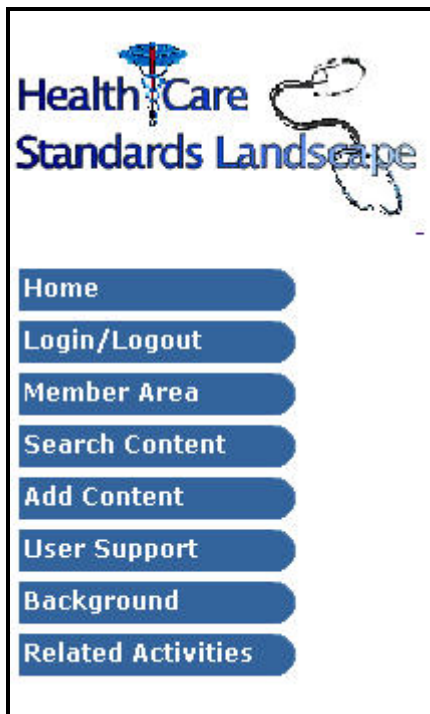 Health Care
Standards Landscape
Home
Login/Logout
Member Area
Search Content
Add Content
User Support
Background
Related Activities